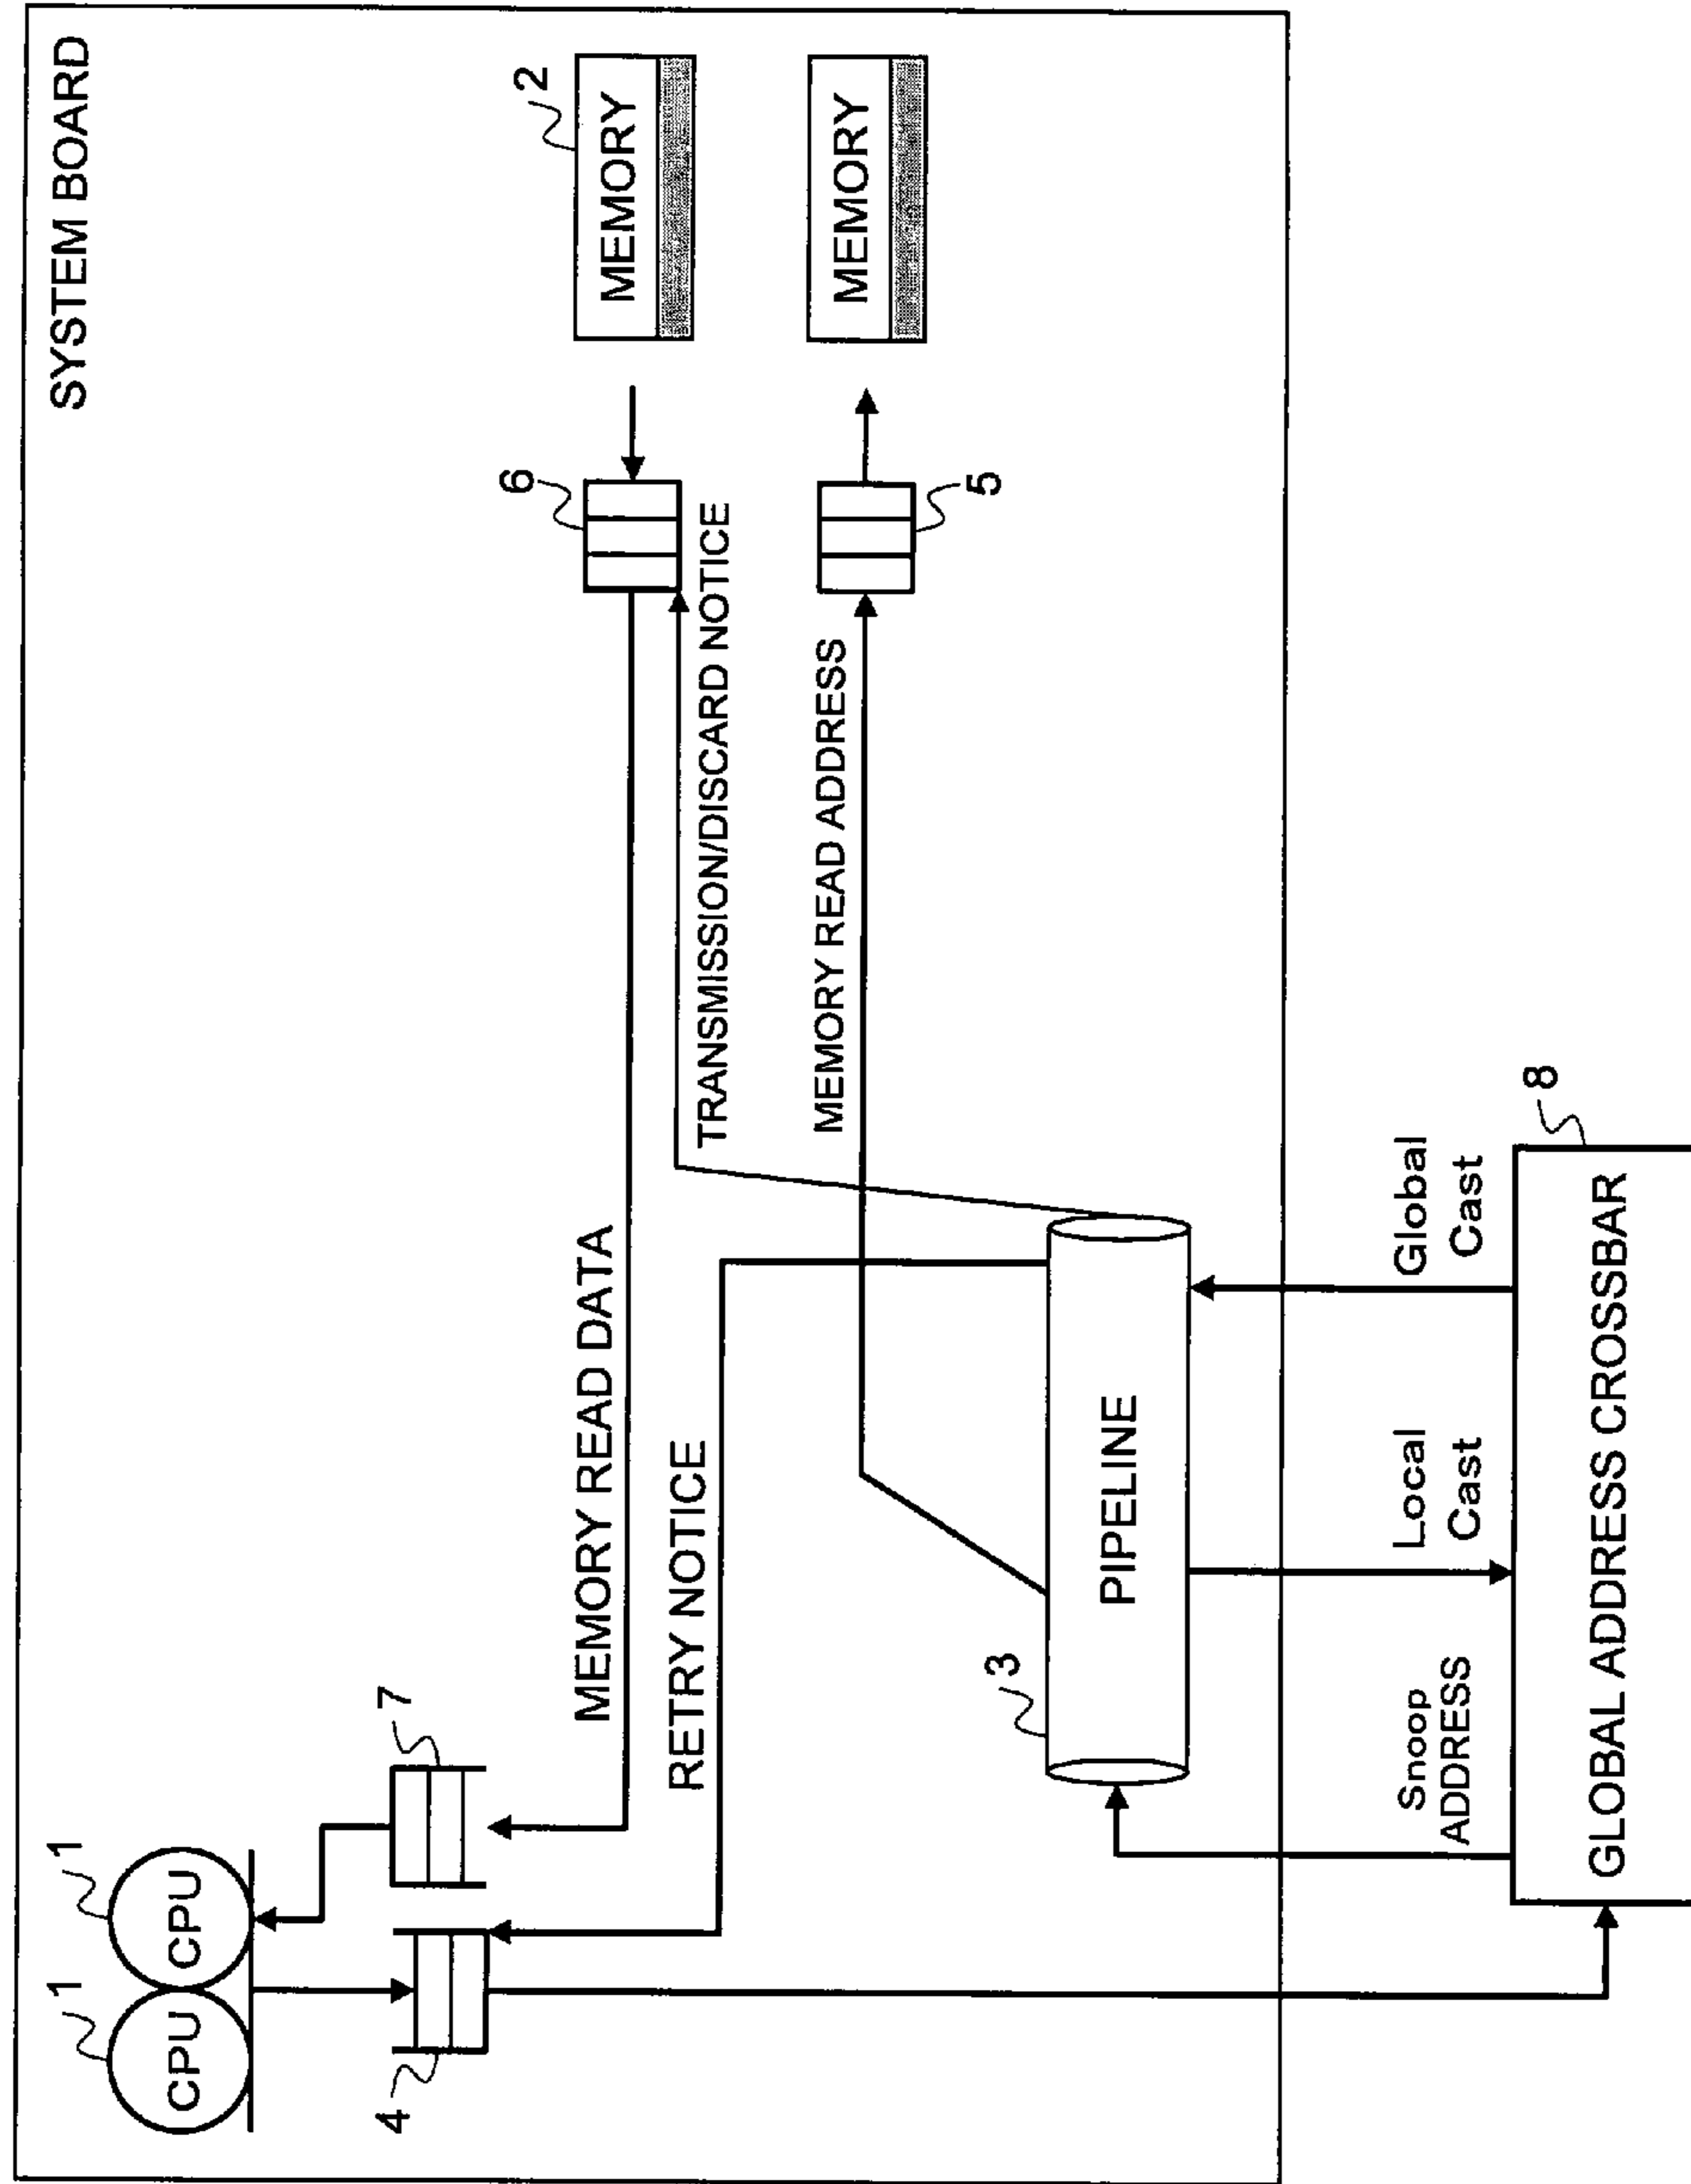 SYSTEM BOARD
1
CPU
1
CPU
4
7
MEMORY READ DATA
RETRY NOTICE
6
2
MEMORY
MEMORY
TRANSMISSION/DISCARD NOTICE
MEMORY READ ADDRESS
5
3
PIPELINE
Snoop
ADDRESS
Local
Cast
Global
Cast
8
GLOBAL ADDRESS CROSSBAR